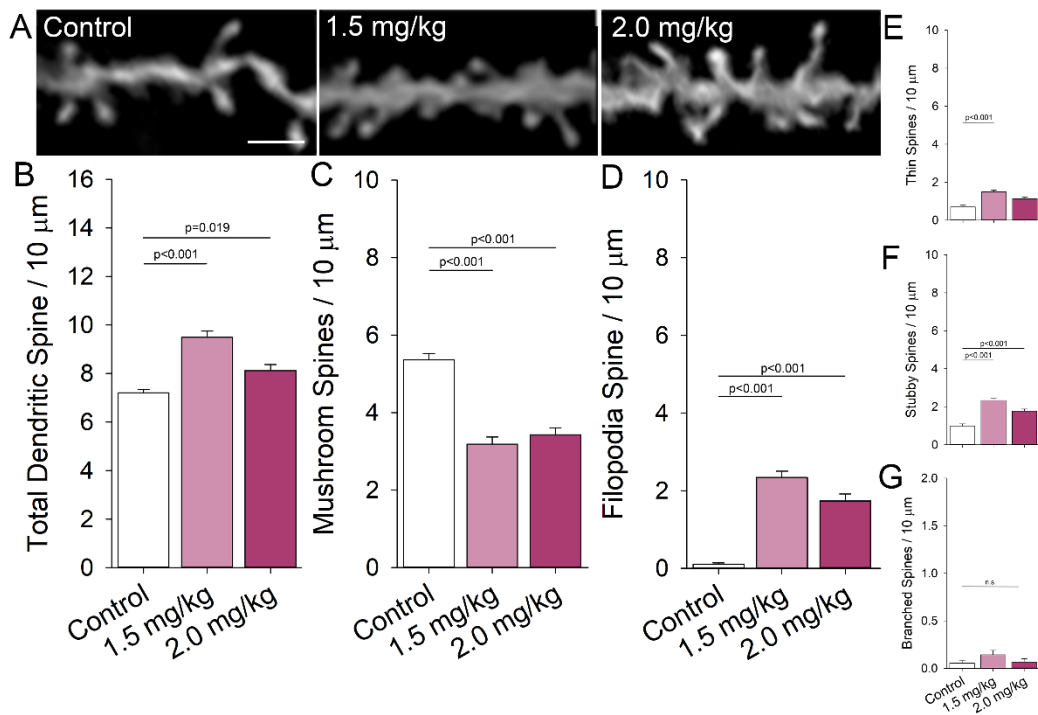 A
Control
1.5 mg/kg
2.0 mg/kg
B
Total Dendritic Spine / 10 µm
16
14
12
10
8
6
4
2
0
p=0.019
p<0.001
Control
1.5 mg/kg
2.0 mg/kg
C
Mushroom Spines / 10 µm
10
8
6
4
2
0
p<0.001
p<0.001
Control
1.5 mg/kg
2.0 mg/kg
D
Filopodia Spine / 10 µm
10
8
6
4
2
0
p<0.001
p<0.001
Control
1.5 mg/kg
2.0 mg/kg
E
Thin Spines / 10 µm
10
8
6
4
2
0
p<0.001
F
Stubby Spines / 10 µm
10
8
6
4
2
0
p<0.001
p<0.001
G
Branched Spines / 10 µm
2.0
1.5
1.0
0.5
0.0
n.s.
Control
1.5 mg/kg
2.0 mg/kg